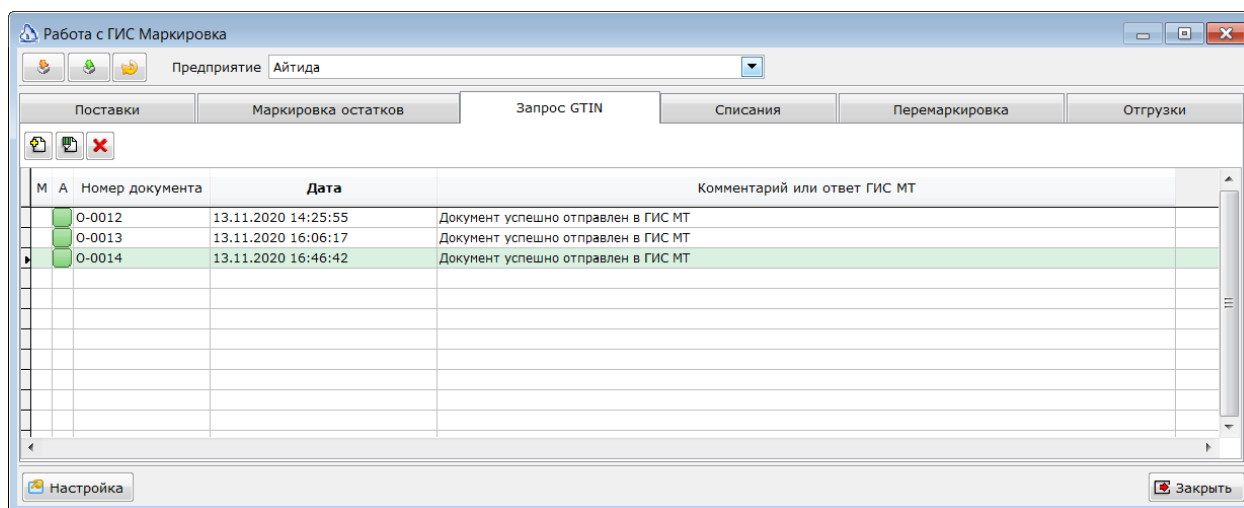 Работа с ГИС Маркировка
Предприятие Айтида
Поставки Маркировка остатков Запрос GTIN Списания Перемаркировка Отгрузки
М А Номер документа Дата Комментарий или ответ ГИС МТ
О-0012 13.11.2020 14:25:55 Документ успешно отправлен в ГИС МТ
О-0013 13.11.2020 16:06:17 Документ успешно отправлен в ГИС МТ
О-0014 13.11.2020 16:46:42 Документ успешно отправлен в ГИС МТ
Настройка Закрыть